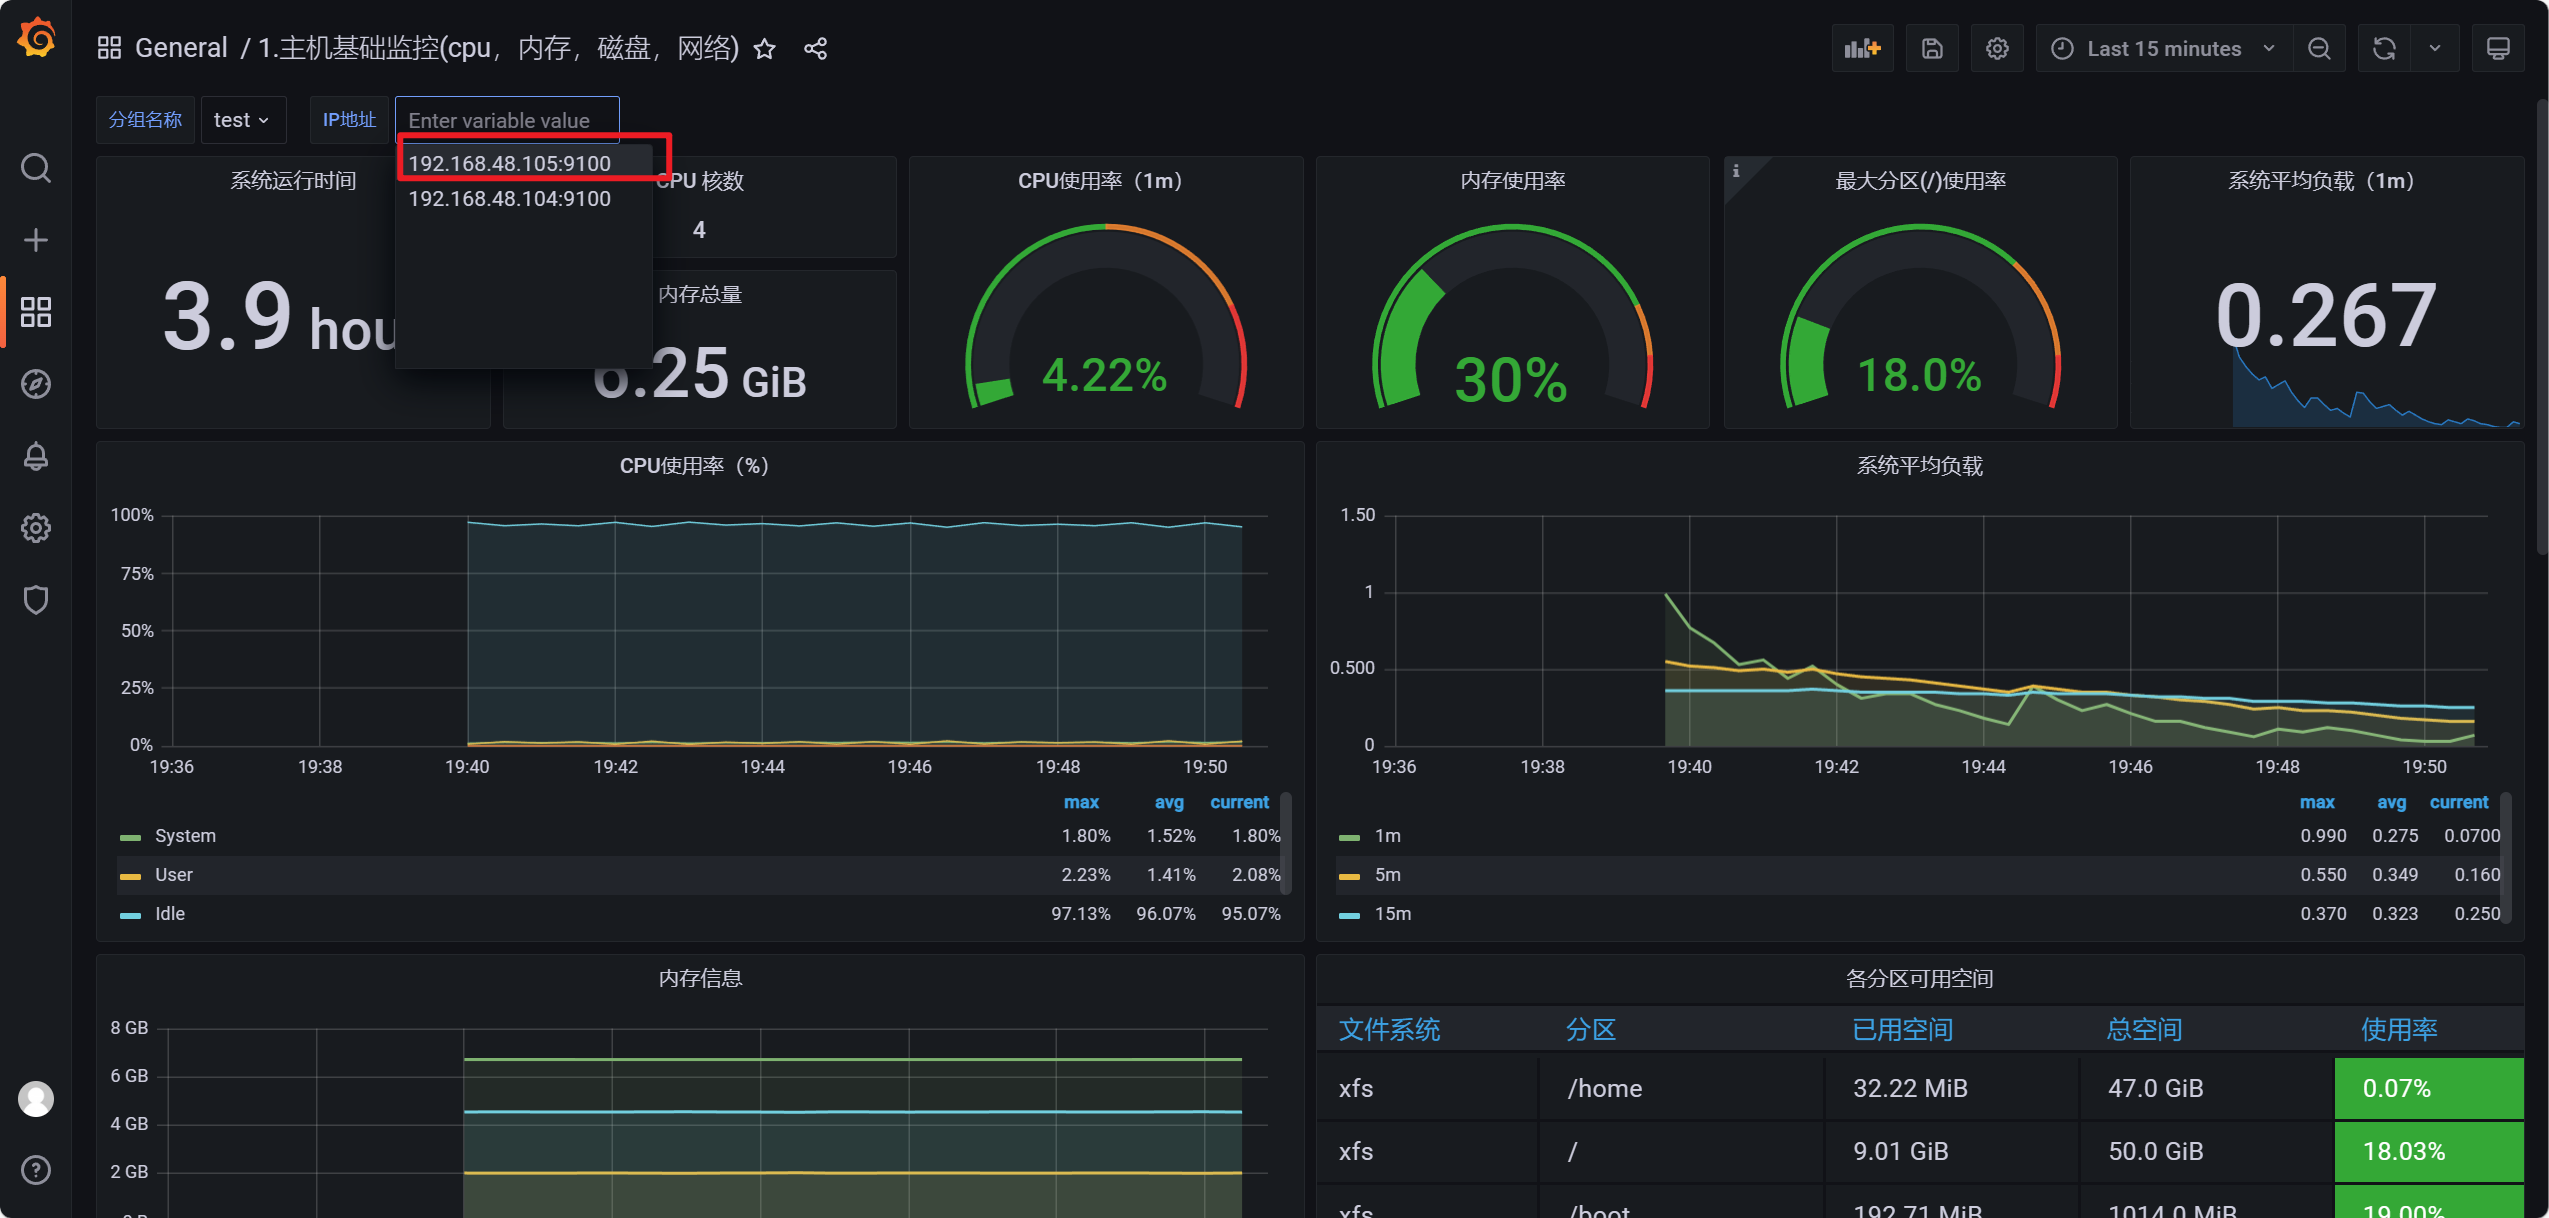 General / 1.主机基础监控(cpu，内存，磁盘，网络)
Last 15 minutes
分组名称
test
IP地址
Enter variable value
192.168.48.105:9100
192.168.48.104:9100
系统运行时间
3.9
CPU 核数
4
内存总量
6.25 GiB
CPU使用率（1m）
4.22%
内存使用率
30%
i
最大分区(/)使用率
18.0%
系统平均负载（1m）
0.267
CPU使用率（%）
100%
75%
50%
25%
0%
19:36 19:38 19:40 19:42 19:44 19:46 19:48 19:50
max avg current
System 1.80% 1.52% 1.80%
User 2.23% 1.41% 2.08%
Idle 97.13% 96.07% 95.07%
系统平均负载
1.50
1
0.500
0
19:36 19:38 19:40 19:42 19:44 19:46 19:48 19:50
max avg current
1m 0.990 0.275 0.0700
5m 0.550 0.349 0.160
15m 0.370 0.323 0.250
内存信息
8 GB
6 GB
4 GB
2 GB
各分区可用空间
文件系统 分区 已用空间 总空间 使用率
xfs /home 32.22 MiB 47.0 GiB 0.07%
xfs / 9.01 GiB 50.0 GiB 18.03%
xfs /boot 192.71 MiB 1014.0 MiB 19.00%